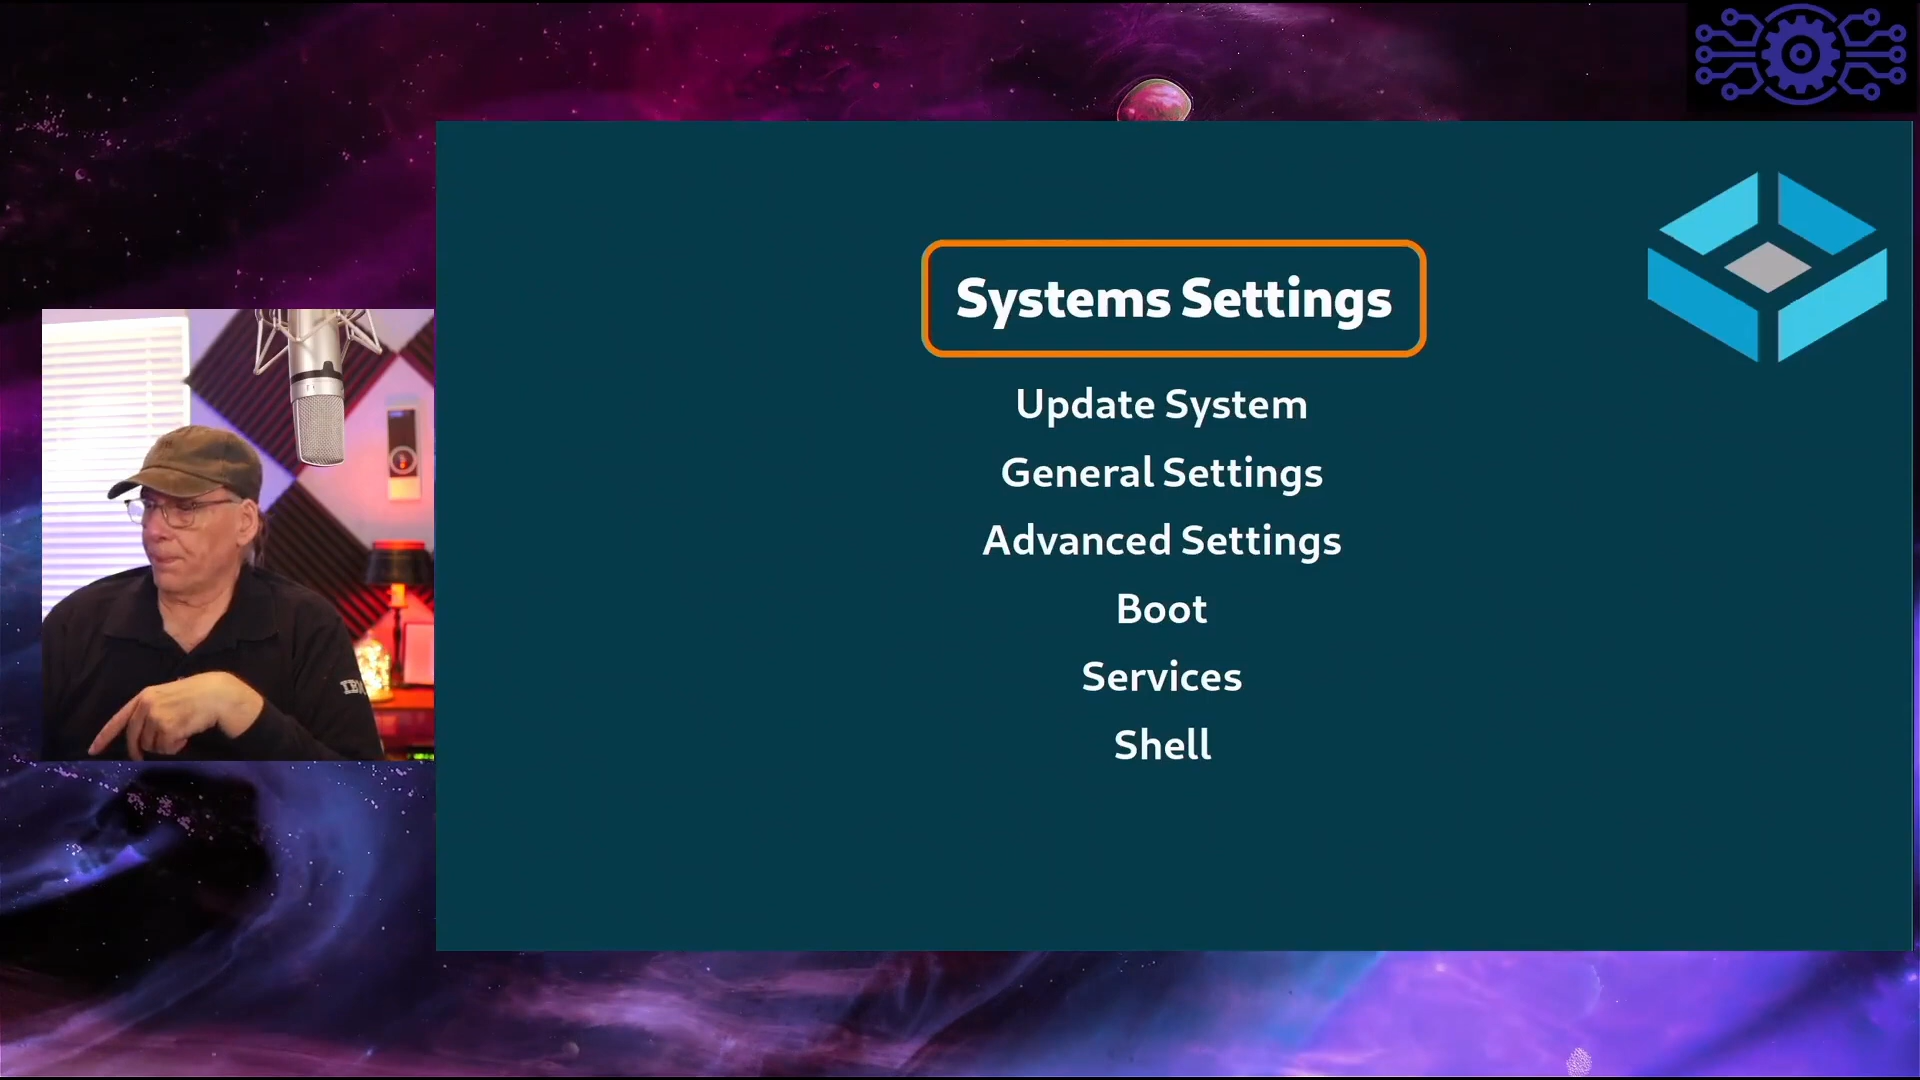 Systems Settings
Update System
General Settings
Advanced Settings
Boot
Services
Shell